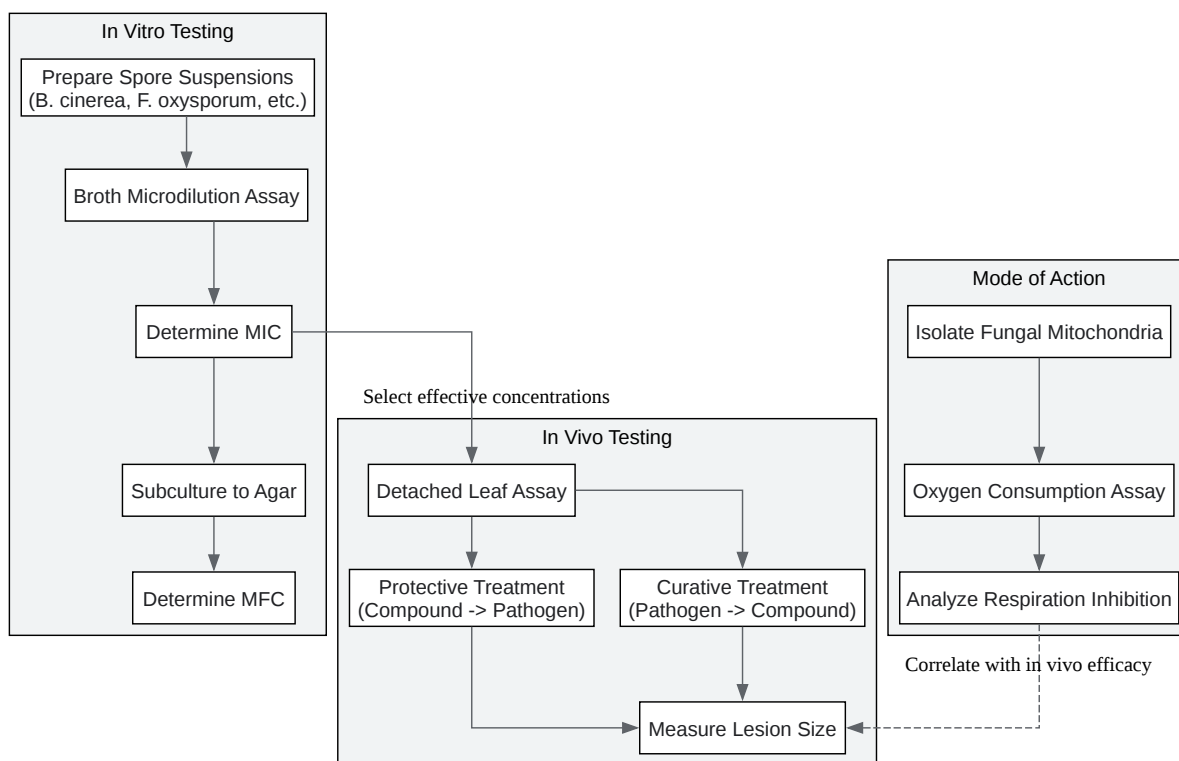 In Vitro Testing
Prepare Spore Suspensions
(B. cinerea, F. oxysporum, etc.)
Broth Microdilution Assay
Determine MIC
Subculture to Agar
Determine MFC
Select effective concentrations
In Vivo Testing
Detached Leaf Assay
Protective Treatment
(Compound -> Pathogen)
Curative Treatment
(Pathogen -> Compound)
Measure Lesion Size
Mode of Action
Isolate Fungal Mitochondria
Oxygen Consumption Assay
Analyze Respiration Inhibition
Correlate with in vivo efficacy